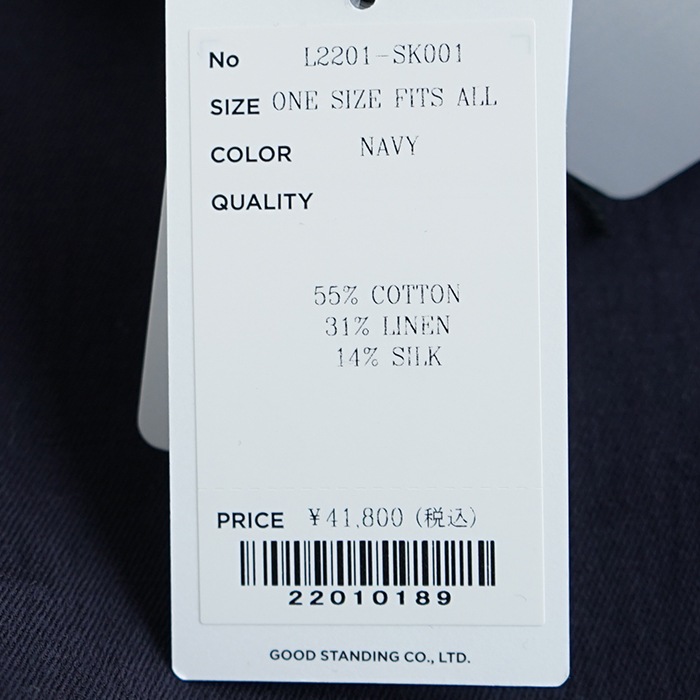 No L2201-SK001
SIZE ONE SIZE FITS ALL
COLOR NAVY
QUALITY
55% COTTON
31% LINEN
14% SILK
PRICE ¥41,800(税込)
22010189
GOOD STANDING CO., LTD.